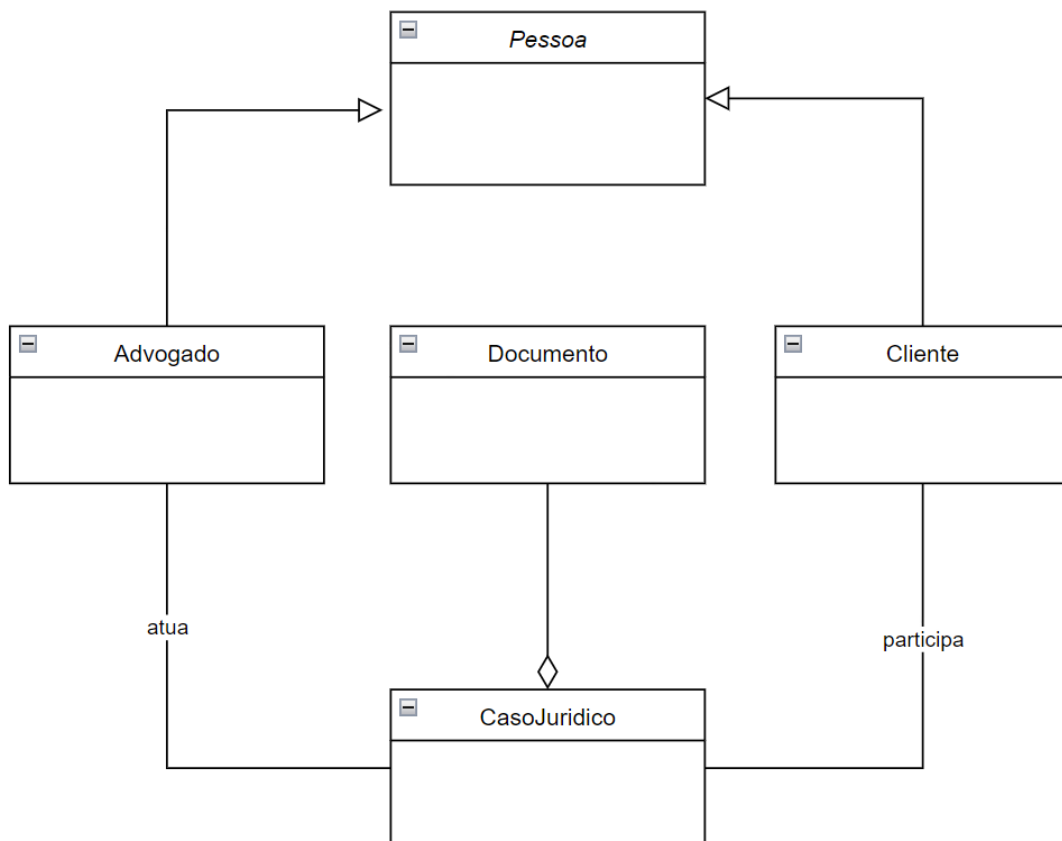 Pessoa
Advogado
Documento
Cliente
atua
participa
CasoJuridico